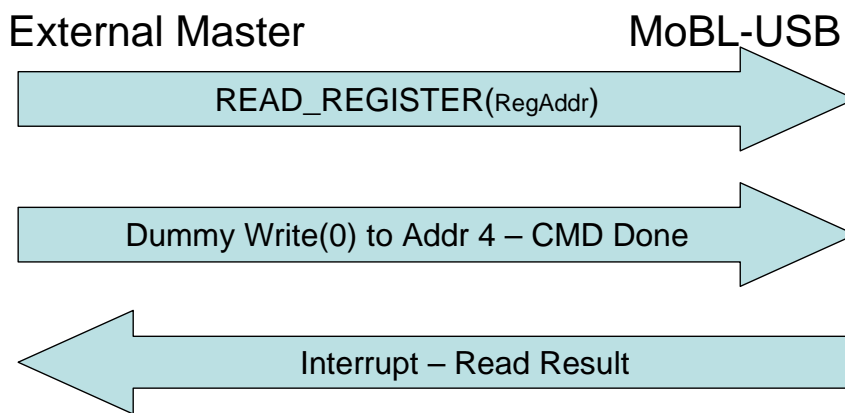 External Master MoBL-USB
READ_REGISTER(RegAddr)
Dummy Write(0) to Addr 4 – CMD Done
Interrupt – Read Result